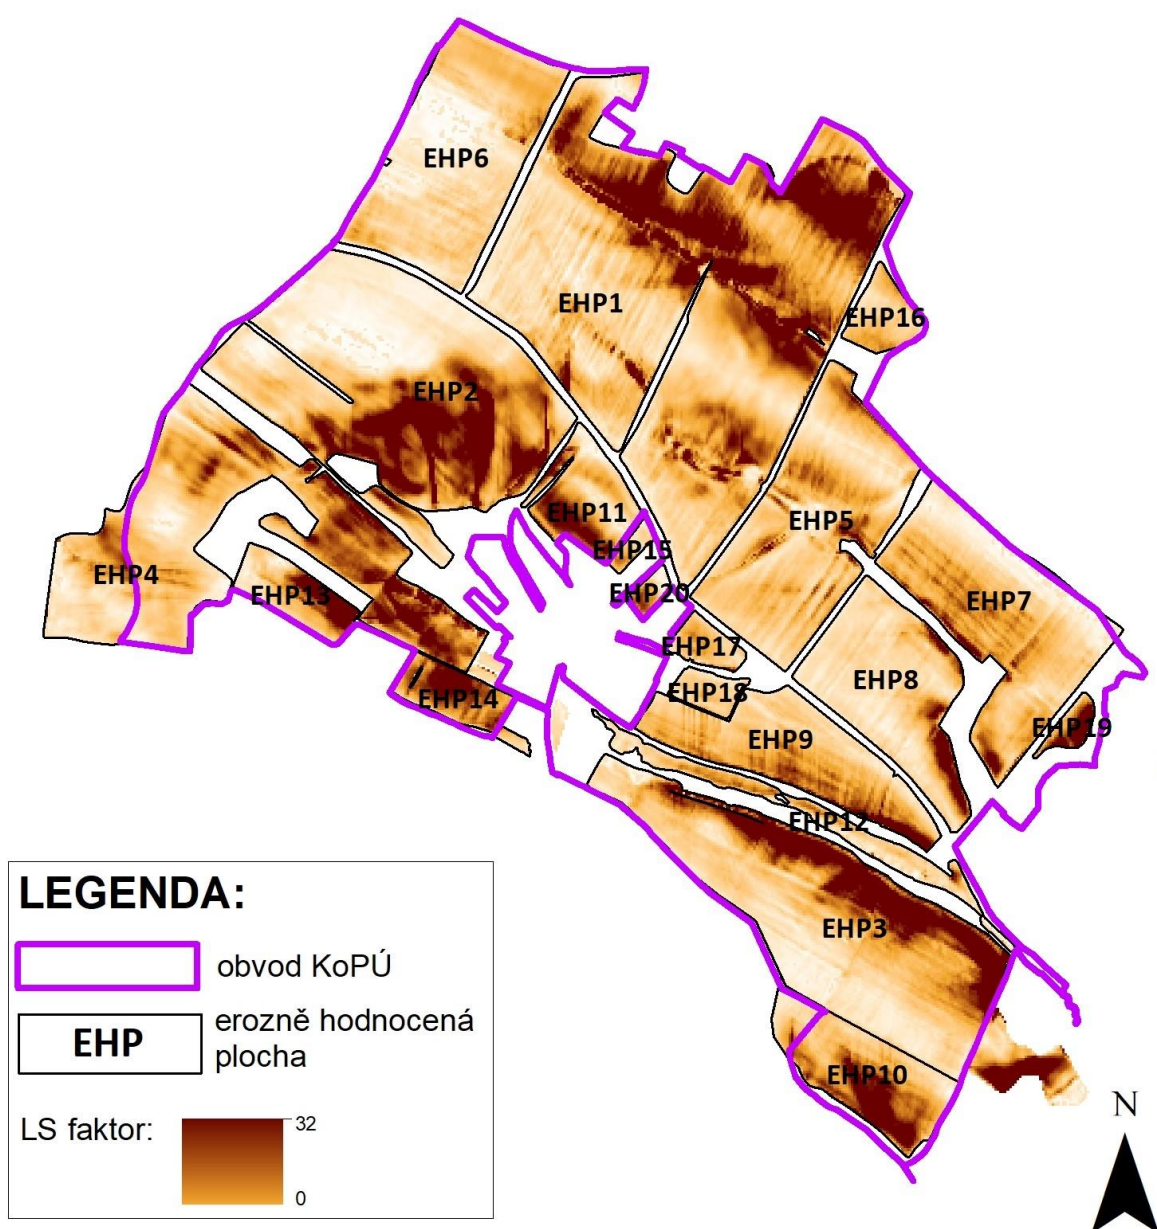 EHP6
EHP1
EHP16
EHP2
EHP11
EHP5
EHP15
EHP4
EHP13
EHP20
EHP7
EHP17
EHP18
EHP8
EHP14
EHP19
EHP9
EHP12
EHP3
EHP10
LEGENDA:
obvod KoPÚ
EHP
erozně hodnocená
plocha
LS faktor:
32
0
N